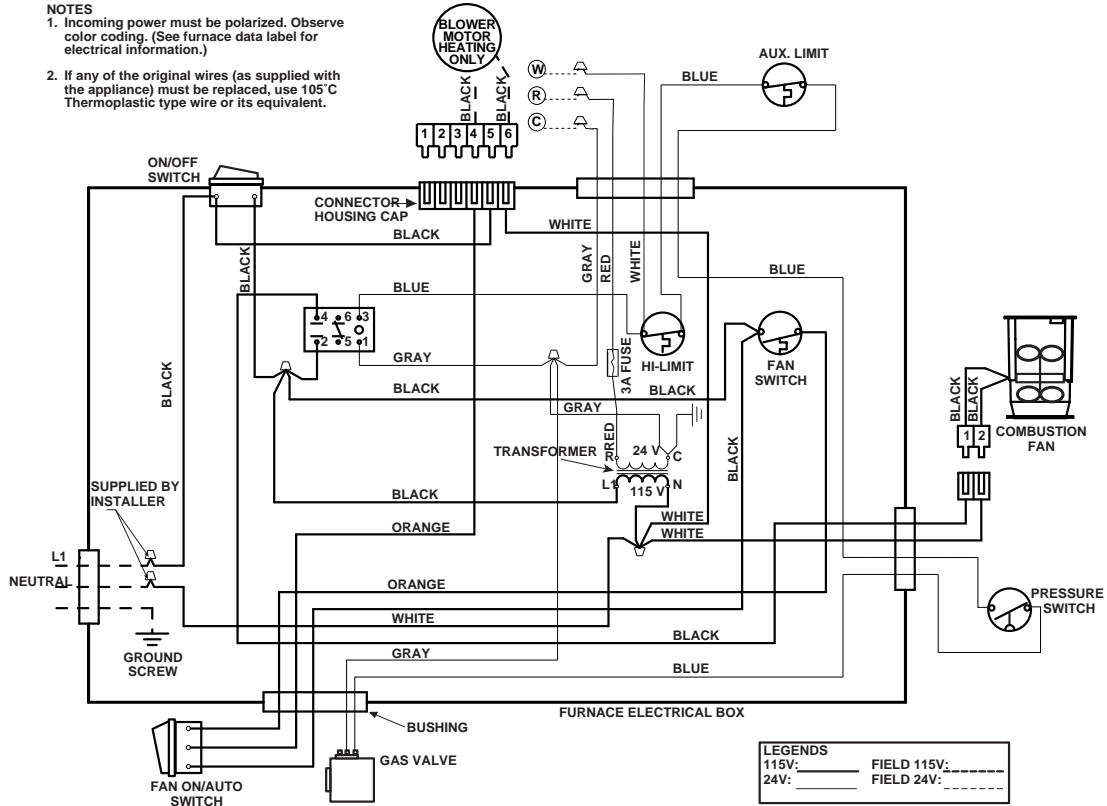 NOTES
1. Incoming power must be polarized. Observe
color coding. (See furnace data label for
electrical information.)
2. If any of the original wires (as supplied with
the appliance) must be replaced, use 105˚C
Thermoplastic type wire or its equivalent.
BLOWER
MOTOR
HEATING
ONLY
BLACK
BLACK
1 2 3 4 5 6
W
R
C
BLUE
AUX. LIMIT
ON/OFF
SWITCH
CONNECTOR
HOUSING CAP
BLACK
WHITE
BLACK
GRAY
RED
WHITE
BLUE
BLUE
4 6 3
2 5 1
GRAY
3A FUSE
HI-LIMIT
FAN
SWITCH
BLACK
BLACK
BLACK
GRAY
RED
24 V
R
C
TRANSFORMER
L1
115 V
N
BLACK
BLACK
BLACK
BLACK
1 2
COMBUSTION
FAN
SUPPLIED BY
INSTALLER
ORANGE
WHITE
WHITE
L1
NEUTRAL
ORANGE
WHITE
BLACK
PRESSURE
SWITCH
GROUND
SCREW
GRAY
BLUE
FURNACE ELECTRICAL BOX
BUSHING
GAS VALVE
FAN ON/AUTO
SWITCH
LEGENDS
115V: FIELD 115V:
24V: FIELD 24V: